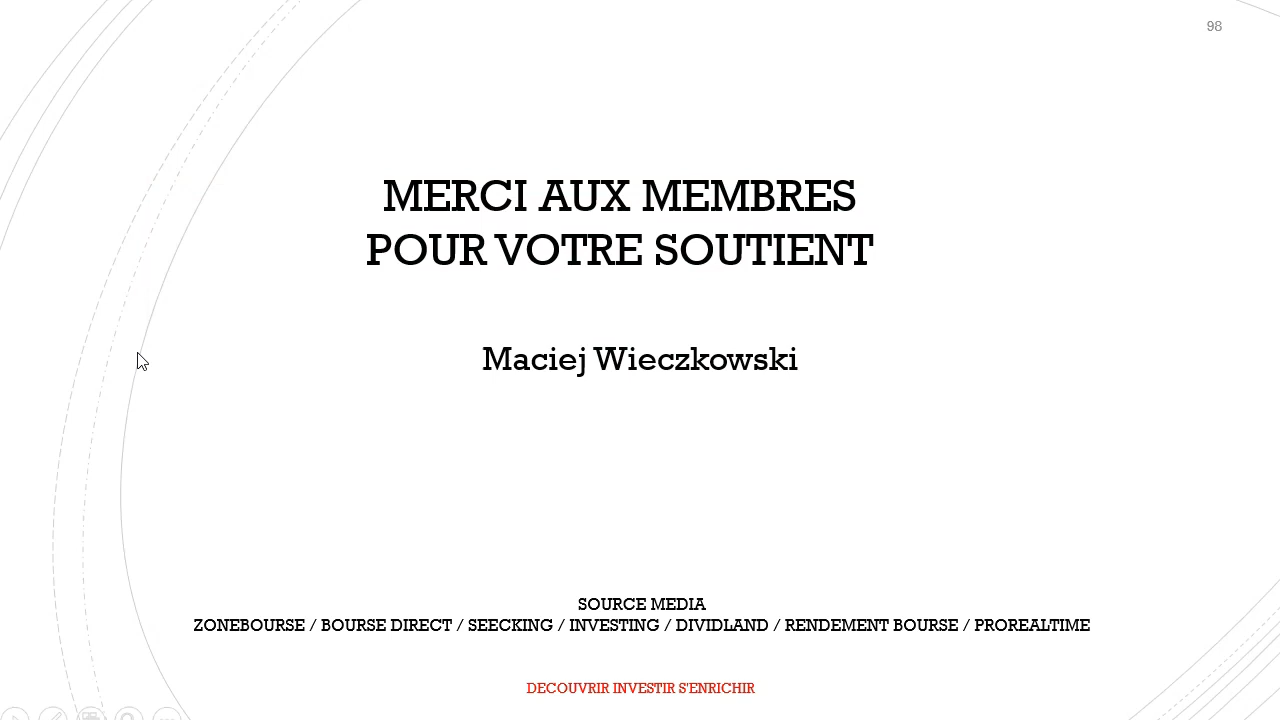 98
MERCI AUX MEMBRES
POUR VOTRE SOUTIENT
Maciej Wieczkowski
SOURCE MEDIA
ZONEBOURSE / BOURSE DIRECT / SEECKING / INVESTING / DIVIDLAND / RENDEMENT BOURSE / PROREALTIME
DECOUVRIR INVESTIR S'ENRICHIR